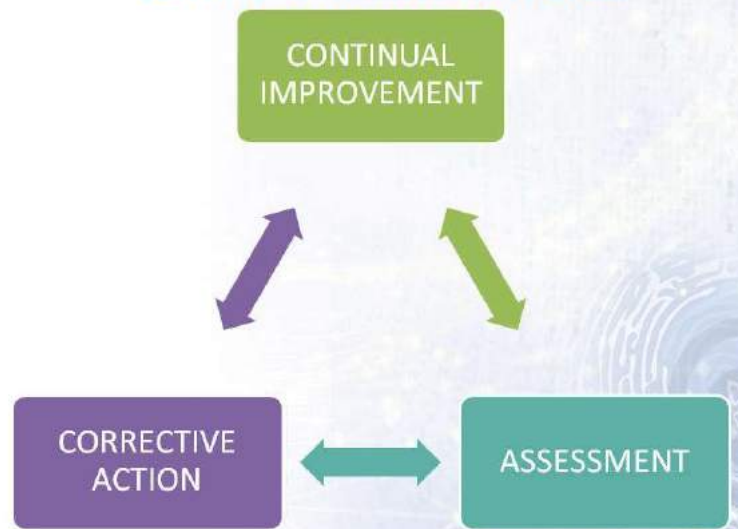 CONTINUAL
IMPROVEMENT
CORRECTIVE
ACTION
ASSESSMENT